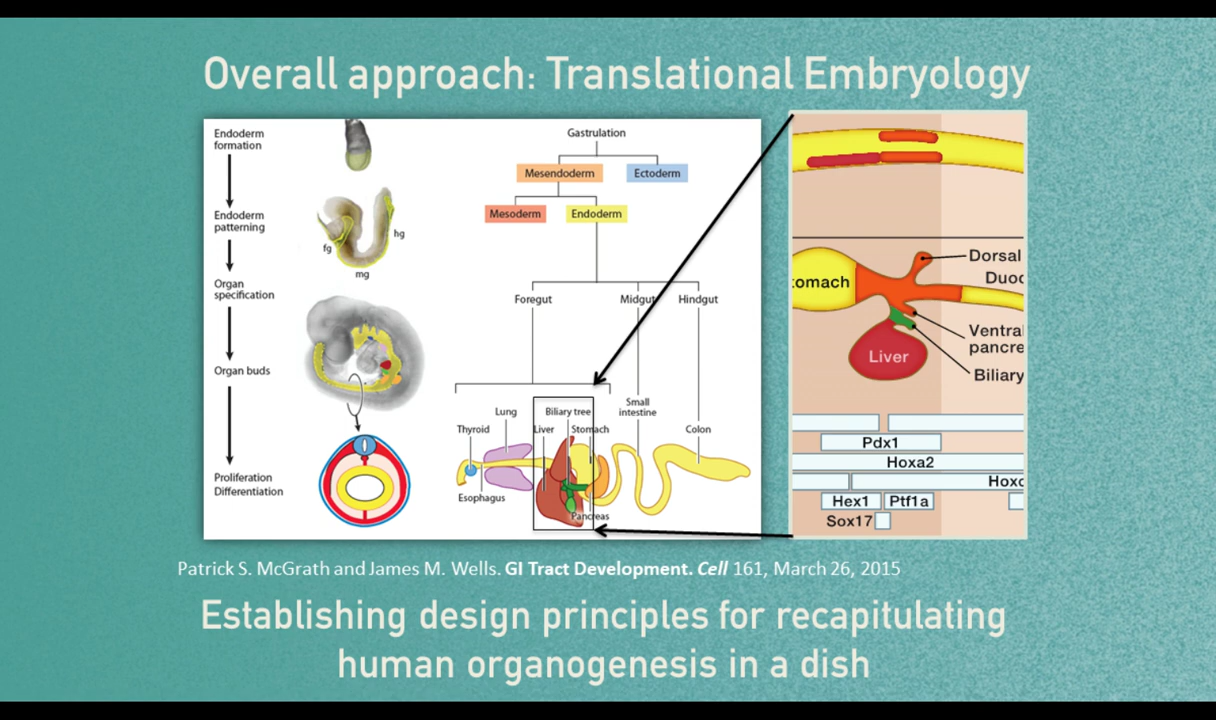 Overall approach: Translational Embryology
Endoderm
formation
Endoderm
patterning
Organ
specification
Organ buds
Proliferation
Differentiation
fg
hg
mg
Gastrulation
Mesendoderm
Ectoderm
Mesoderm
Endoderm
Foregut
Midgut
Hindgut
Small
intestine
Lung
Biliary tree
Thyroid
Liver
Stomach
Colon
Esophagus
Pancreas
Dorsal
Duod
omach
Ventral
pancre
Liver
Biliary
Pdx1
Hoxa2
Hoxc
Hex1
Ptf1a
Sox17
Patrick S. McGrath and James M. Wells. GI Tract Development. Cell 161, March 26, 2015
Establishing design principles for recapitulating
human organogenesis in a dish